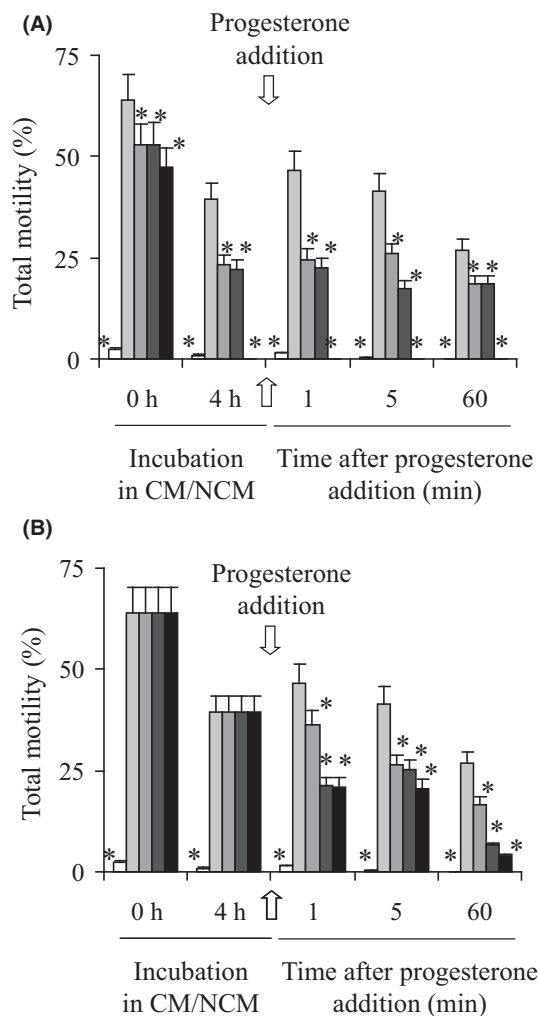 (A)
Progesterone
addition
Total motility (%)
75
50
25
0
* * * *
* * * *
* * * *
* * * *
* * * *
0 h 4 h 1 5 60
Incubation
in CM/NCM
Time after progesterone
addition (min)
(B)
Progesterone
addition
Total motility (%)
75
50
25
0
*
*
* * *
* * * *
* * * *
0 h 4 h 1 5 60
Incubation
in CM/NCM
Time after progesterone
addition (min)